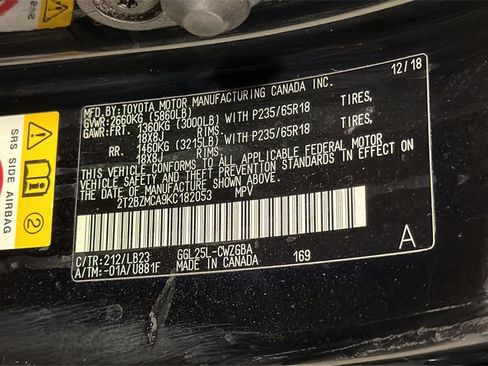 MFD.BY:TOYOTA MOTOR MANUFACTURING CANADA INC. 12/18
GVWR:2660KG (5860LB)
GAWR:FRT. 1360KG (3000LB) WITH P235/65R18 TIRES,
18X8J RIMS.
RR. 1460KG (3215LB) WITH P235/65R18 TIRES,
18X8J RIMS.
THIS VEHICLE CONFORMS TO ALL APPLICABLE FEDERAL MOTOR
VEHICLE SAFETY AND THEFT PREVENTION STANDARDS IN EFFECT ON
THE DATE OF MANUFACTURE SHOWN ABOVE.
2T2BZMCA9KC182053 MPV
C/TR:212/LB23 GGL25L-CWZGBA A
A/TM:-01A/U881F MADE IN CANADA 169
SRS SIDE AIRBAG
2